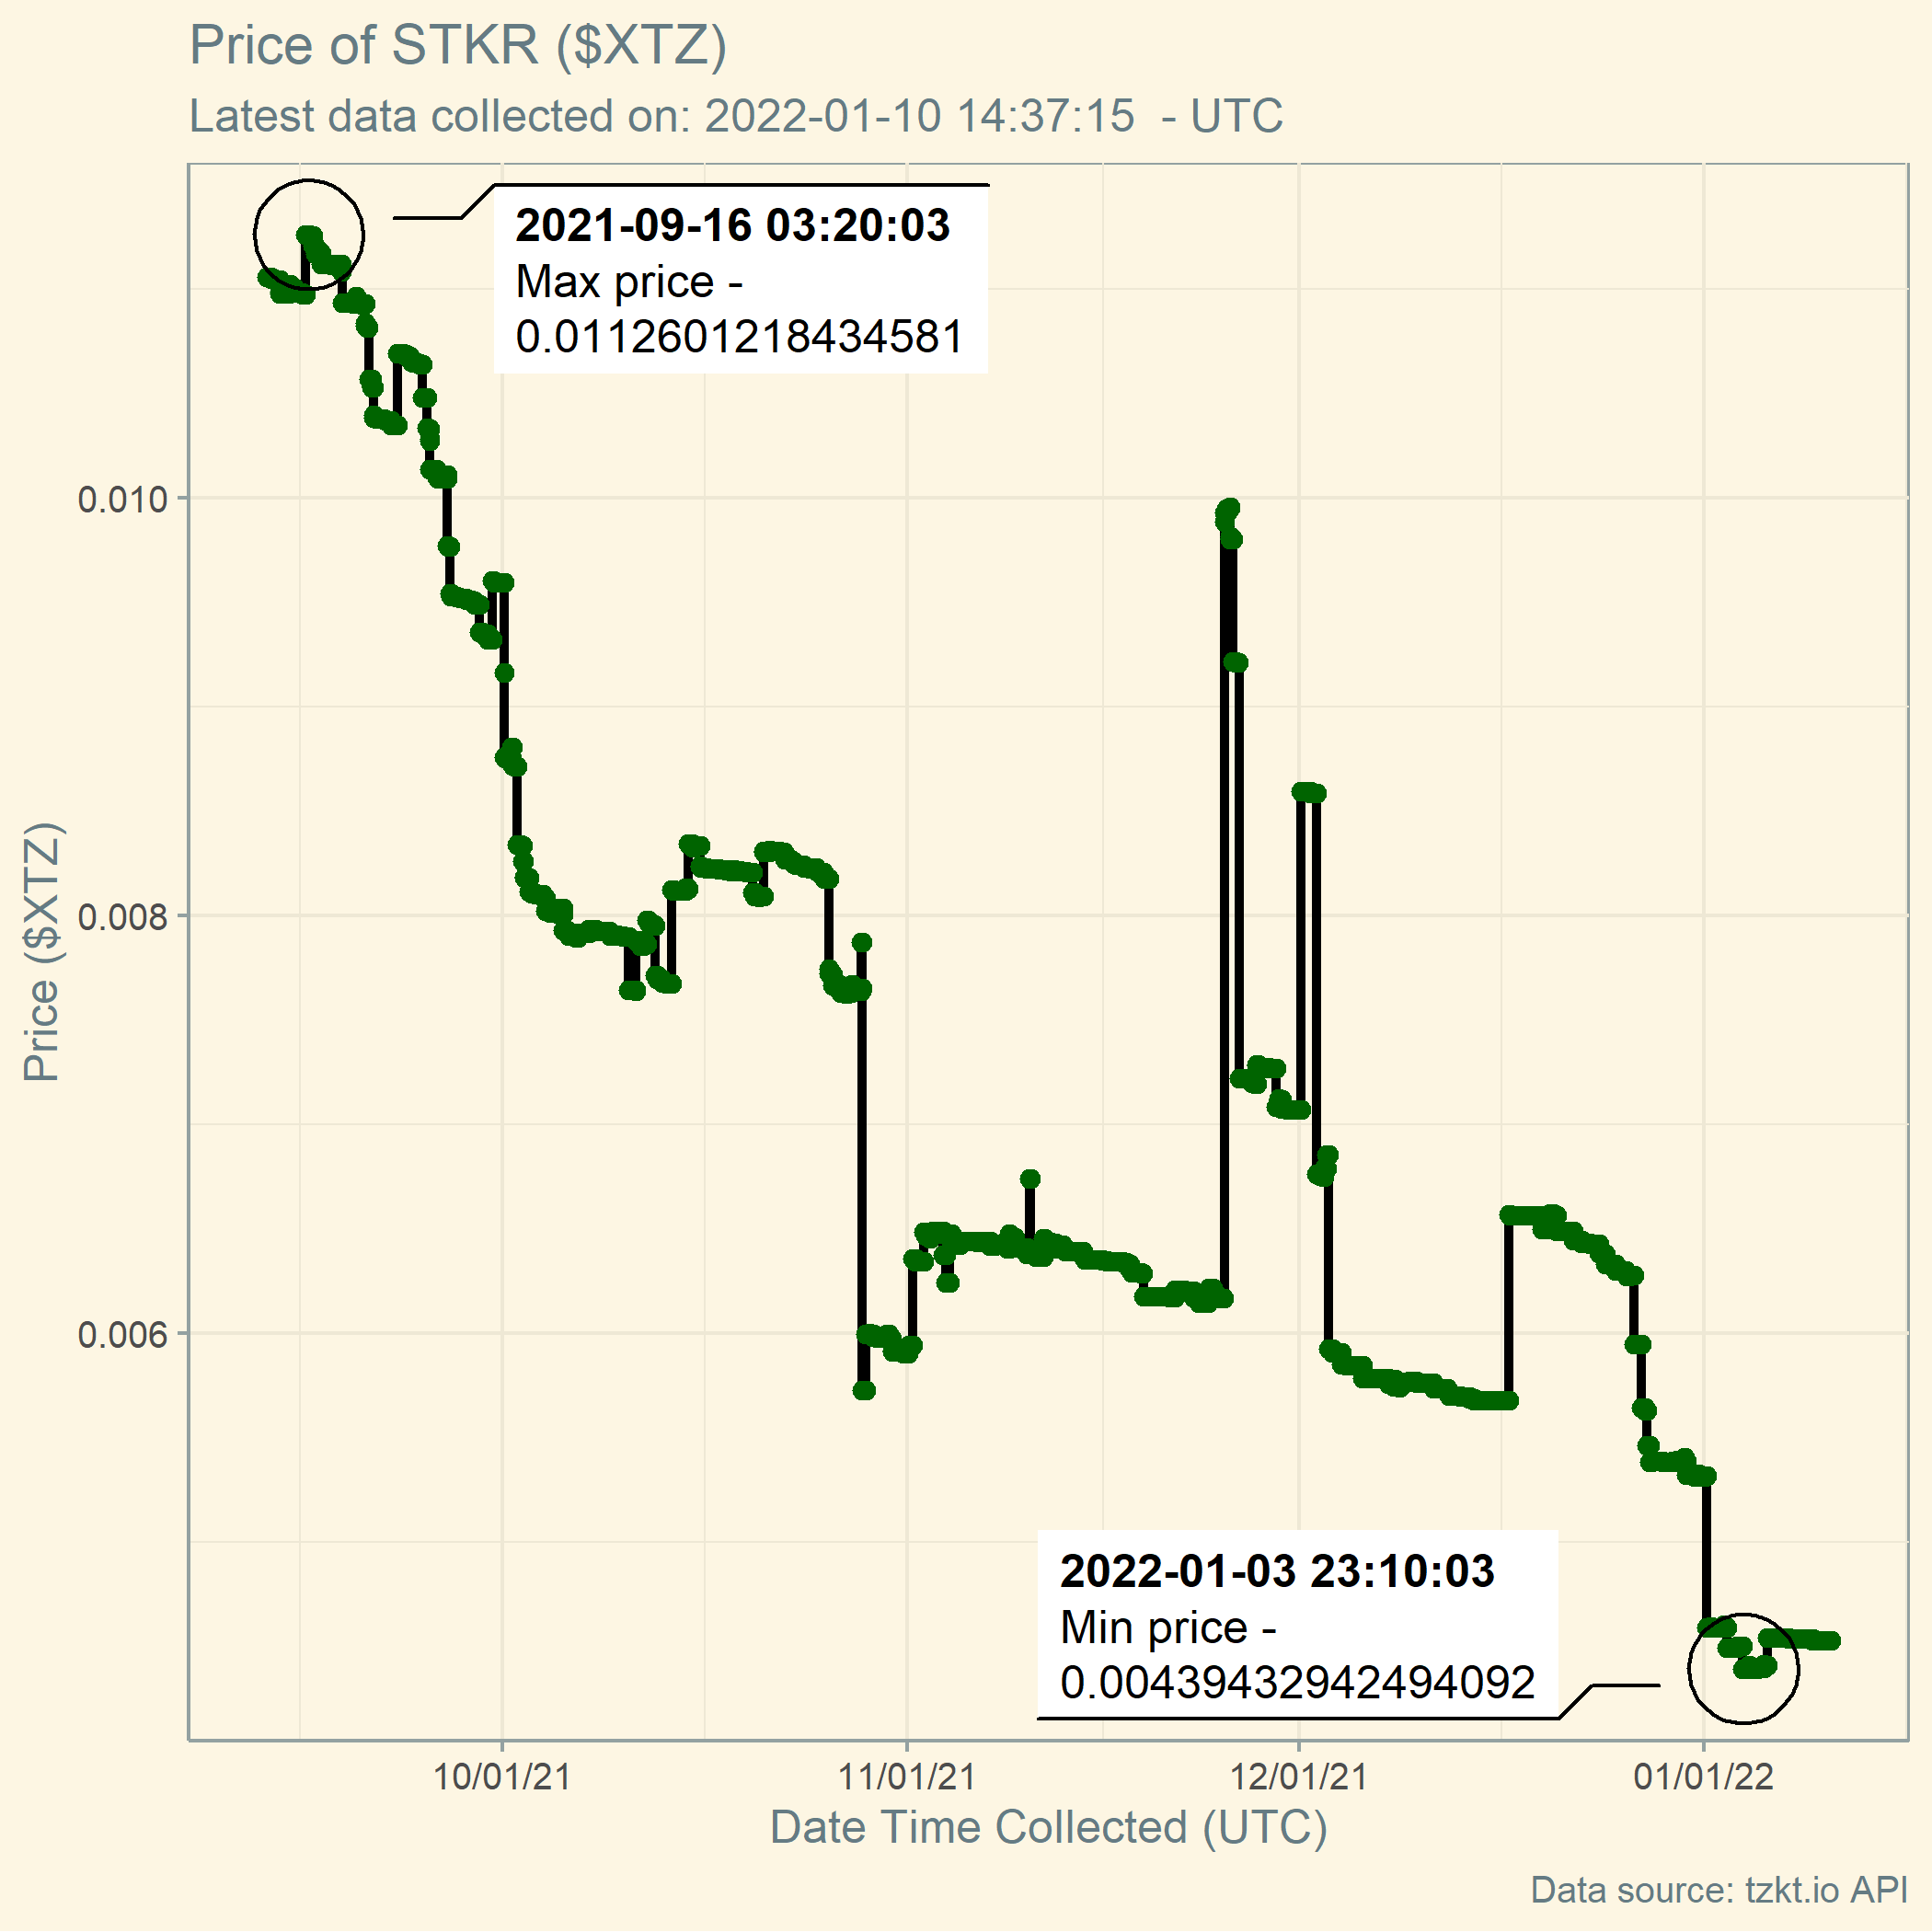 Price of STKR ($XTZ)
Latest data collected on: 2022-01-10 14:37:15  - UTC
2021-09-16 03:20:03
Max price -
0.0112601218434581
0.010
0.008
0.006
Price ($XTZ)
2022-01-03 23:10:03
Min price -
0.00439432942494092
10/01/21
11/01/21
12/01/21
01/01/22
Date Time Collected (UTC)
Data source: tzkt.io API